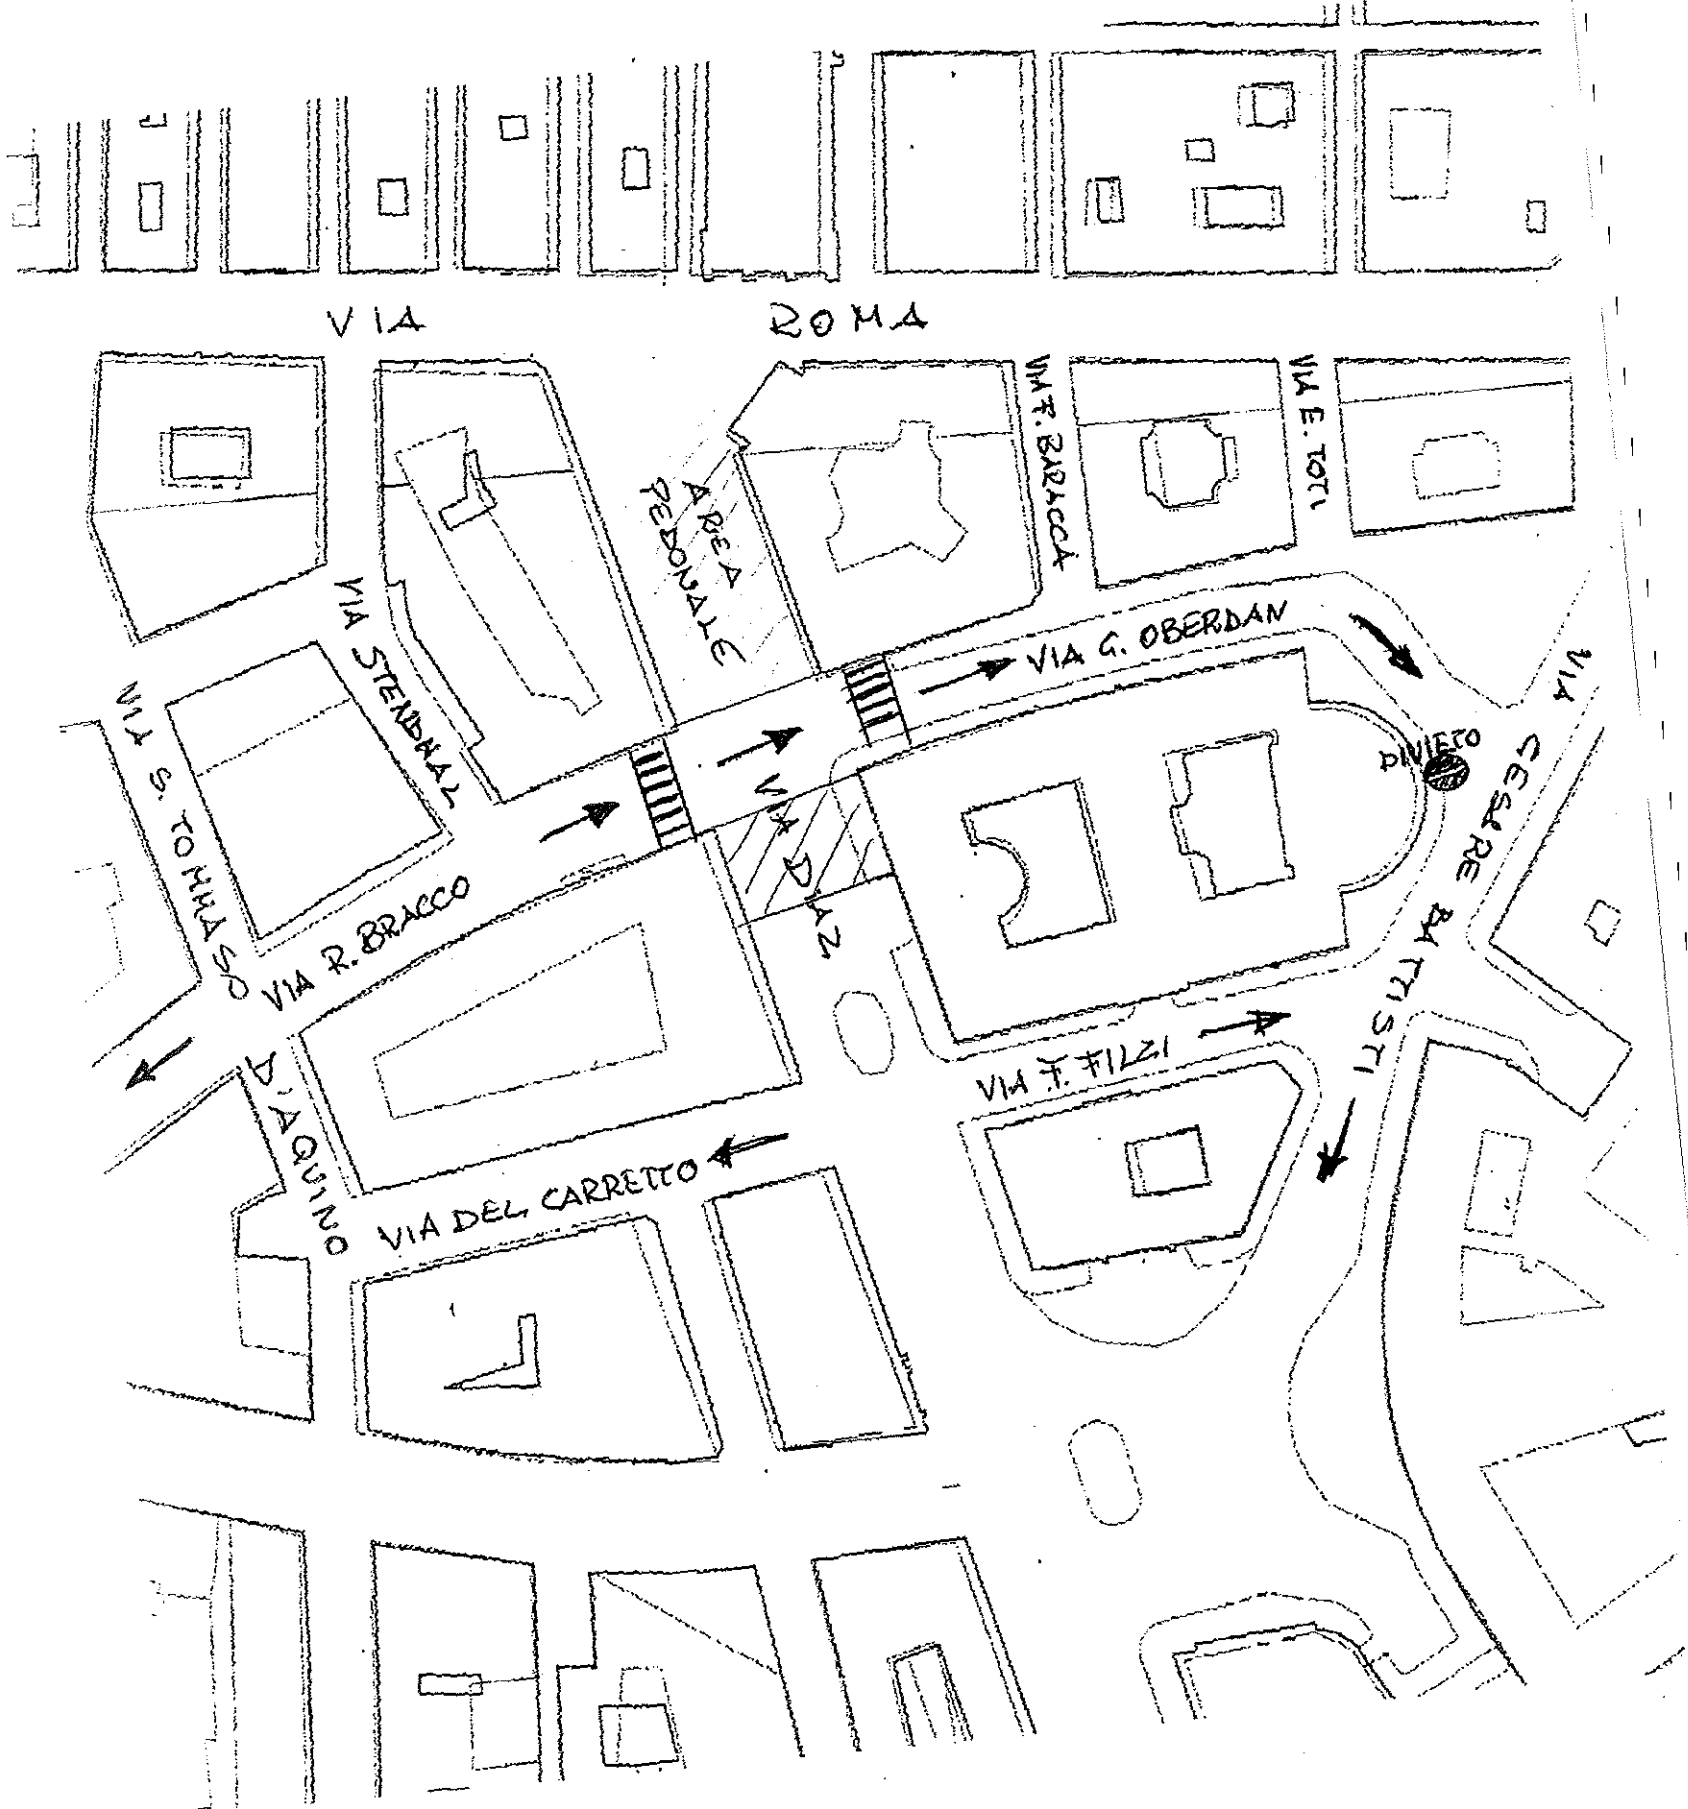 VIA ROMA
VIA F. BARACCA
VIA E. TOTI
AREA
PEDONALE
VIA STENDHAL
VIA G. OBERDAN
VIA S. TOMMASO D'AQUINO
VIA CESARE BATTISTI
DIVIETO
VIA DIAZ
VIA R. BRACCO
VIA F. FILZI
VIA DEL CARRETTO